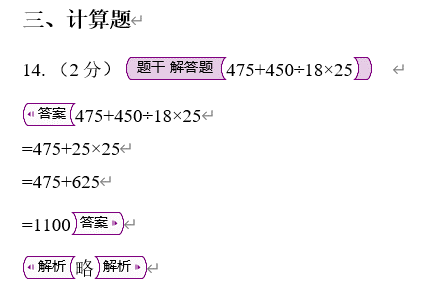 三、计算题
14. （2 分） 题干 解答题 475+450÷18×25
答案 475+450÷18×25
=475+25×25
=475+625
=1100 答案
解析 略 解析